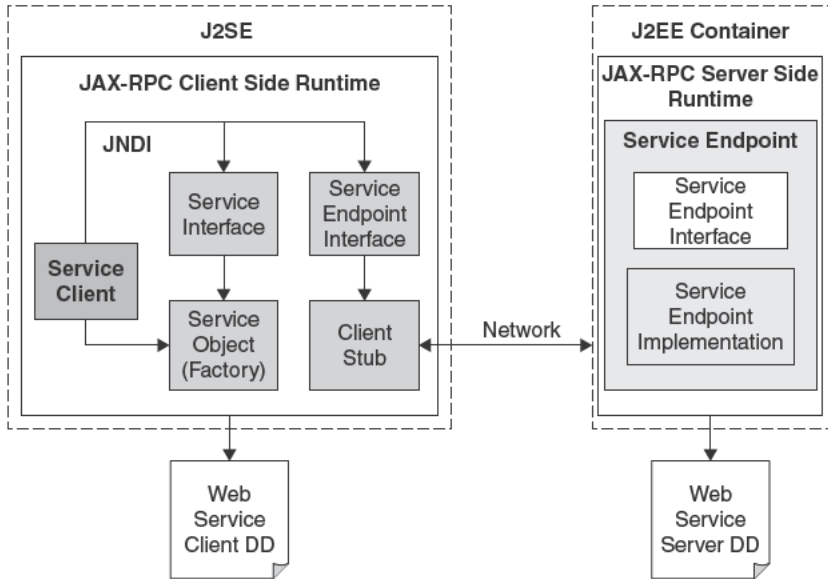 J2SE
JAX-RPC Client Side Runtime
JNDI
Service
Interface
Service
Endpoint
Interface
Service
Client
Service
Object
(Factory)
Client
Stub
Network
J2EE Container
JAX-RPC Server Side
Runtime
Service Endpoint
Service
Endpoint
Interface
Service
Endpoint
Implementation
Web
Service
Client DD
Web
Service
Server DD